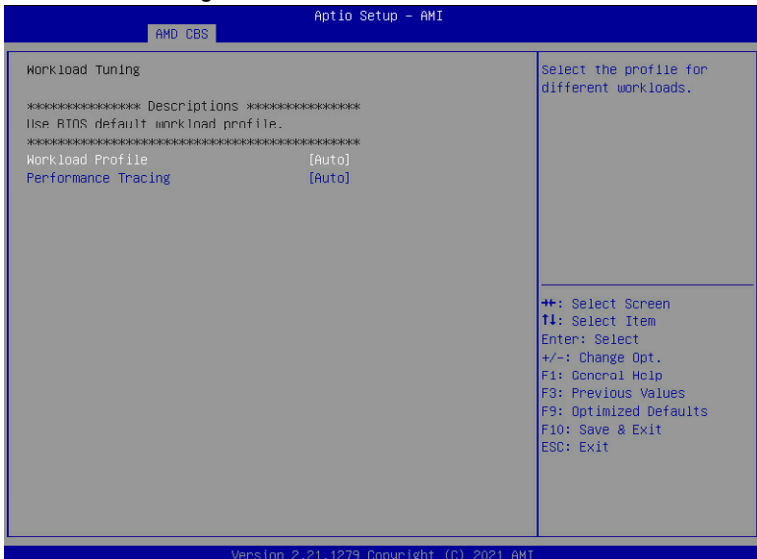 Aptio Setup - AMI
AMD CBS
Workload Tuning
**************** Descriptions ****************
Use BIOS default workload profile.
**********************************************
Workload Profile [Auto]
Performance Tracing [Auto]
Select the profile for
different workloads.
→←: Select Screen
↑↓: Select Item
Enter: Select
+/-: Change Opt.
F1: General Help
F3: Previous Values
F9: Optimized Defaults
F10: Save & Exit
ESC: Exit
Version 2.21.1279 Copyright (C) 2021 AMI